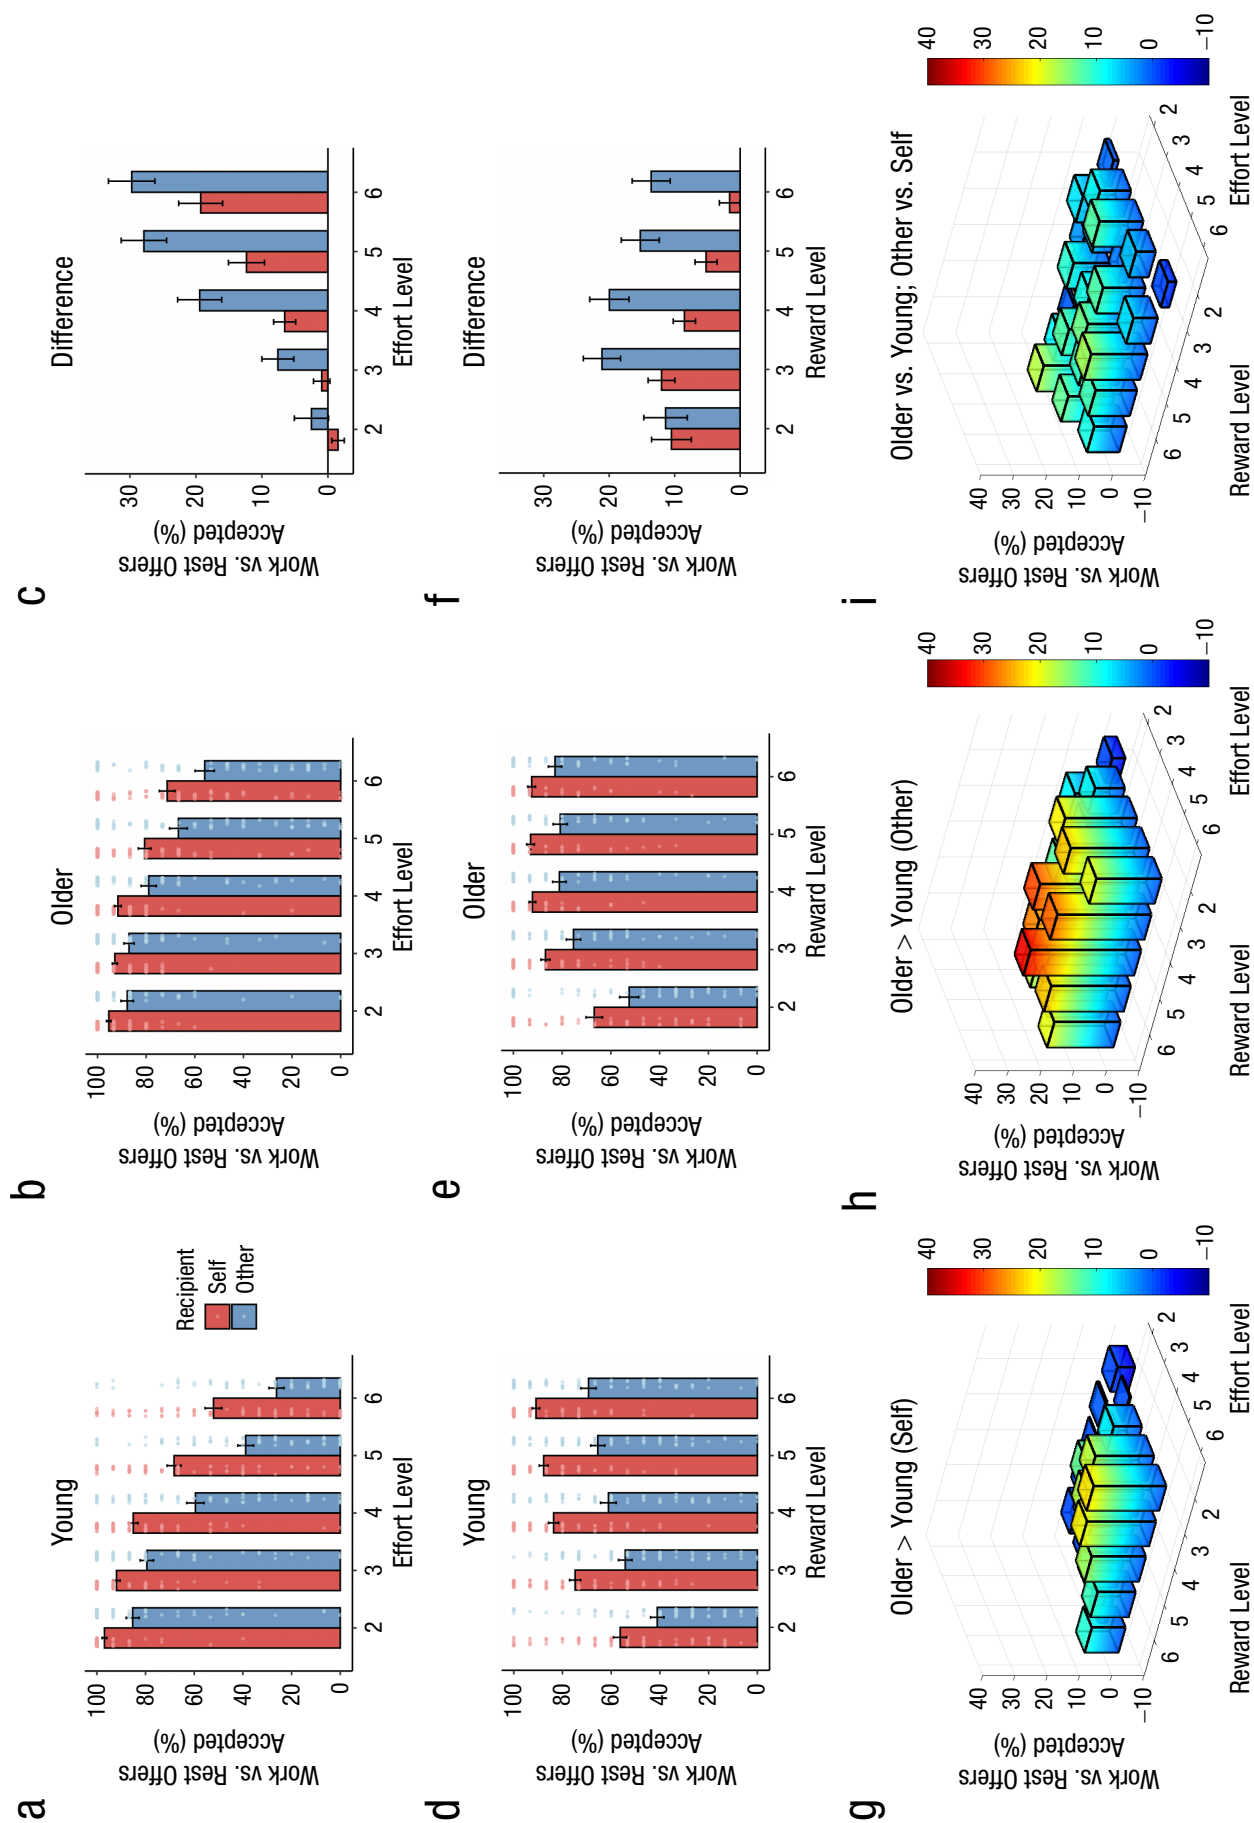 a
Young
Work vs. Rest Offers
Accepted (%)
100
80
60
40
20
0
2
3
4
5
6
Effort Level
Recipient
Self
Other
b
Older
Work vs. Rest Offers
Accepted (%)
100
80
60
40
20
0
2
3
4
5
6
Effort Level
c
Difference
Work vs. Rest Offers
Accepted (%)
30
20
10
0
2
3
4
5
6
Effort Level
d
Young
Work vs. Rest Offers
Accepted (%)
100
80
60
40
20
0
2
3
4
5
6
Reward Level
e
Older
Work vs. Rest Offers
Accepted (%)
100
80
60
40
20
0
2
3
4
5
6
Reward Level
f
Difference
Work vs. Rest Offers
Accepted (%)
30
20
10
0
2
3
4
5
6
Reward Level
g
Older > Young (Self)
Work vs. Rest Offers
Accepted (%)
40
30
20
10
0
–10
6
5
4
3
2
Reward Level
6
5
4
3
2
Effort Level
40
30
20
10
0
–10
h
Older > Young (Other)
Work vs. Rest Offers
Accepted (%)
40
30
20
10
0
–10
6
5
4
3
2
Reward Level
6
5
4
3
2
Effort Level
40
30
20
10
0
–10
i
Older vs. Young; Other vs. Self
Work vs. Rest Offers
Accepted (%)
40
30
20
10
0
–10
6
5
4
3
2
Reward Level
6
5
4
3
2
Effort Level
40
30
20
10
0
–10